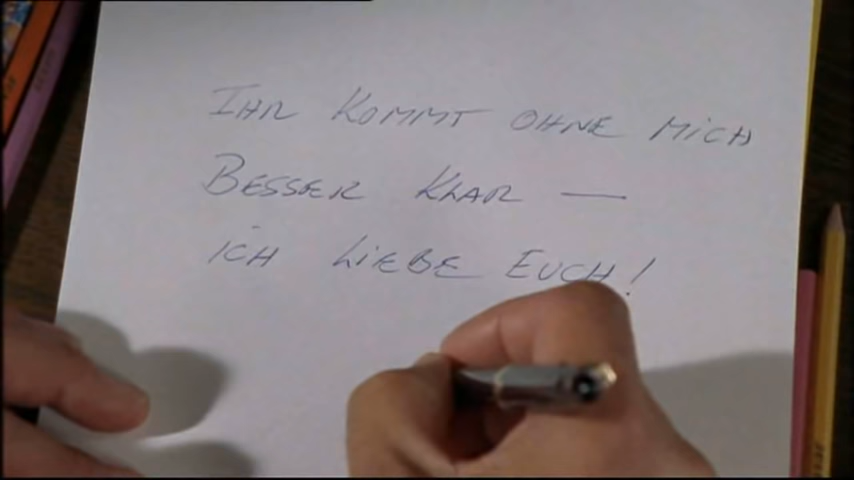 IHR KOMMT OHNE MICH
BESSER KLAR —
ICH LIEBE EUCH!